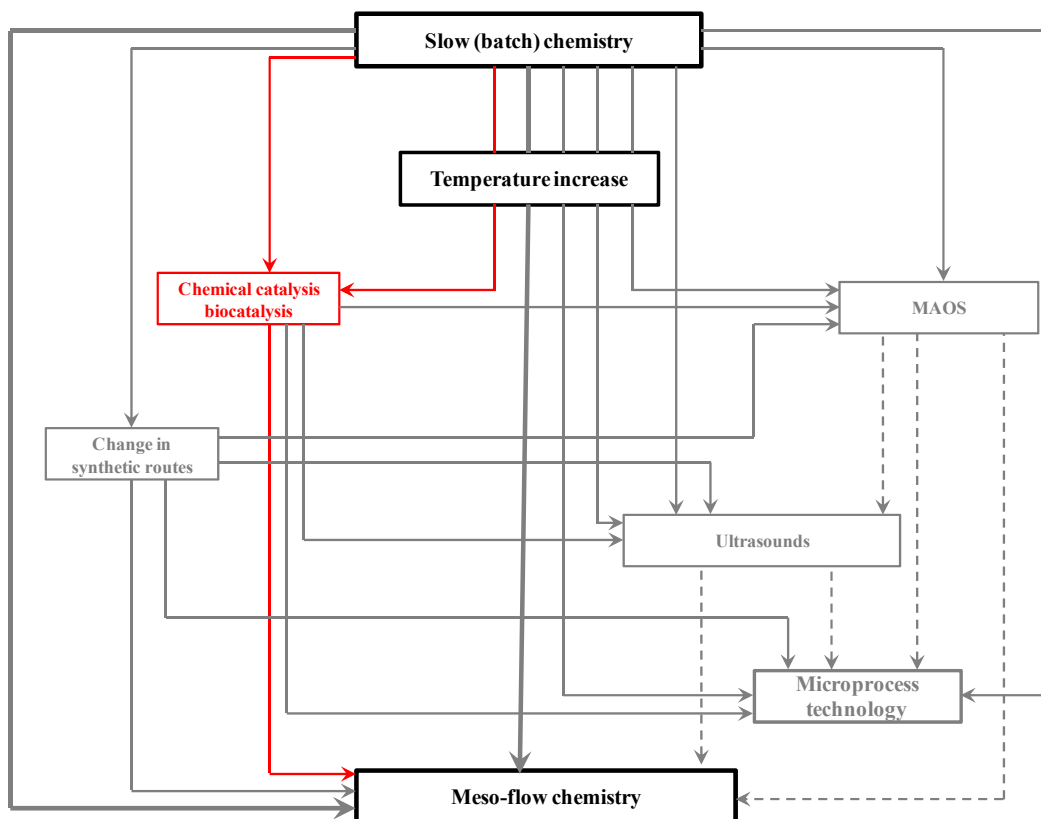 Slow (batch) chemistry
Temperature increase
Chemical catalysis
biocatalysis
MAOS
Change in
synthetic routes
Ultrasounds
Microprocess
technology
Meso-flow chemistry